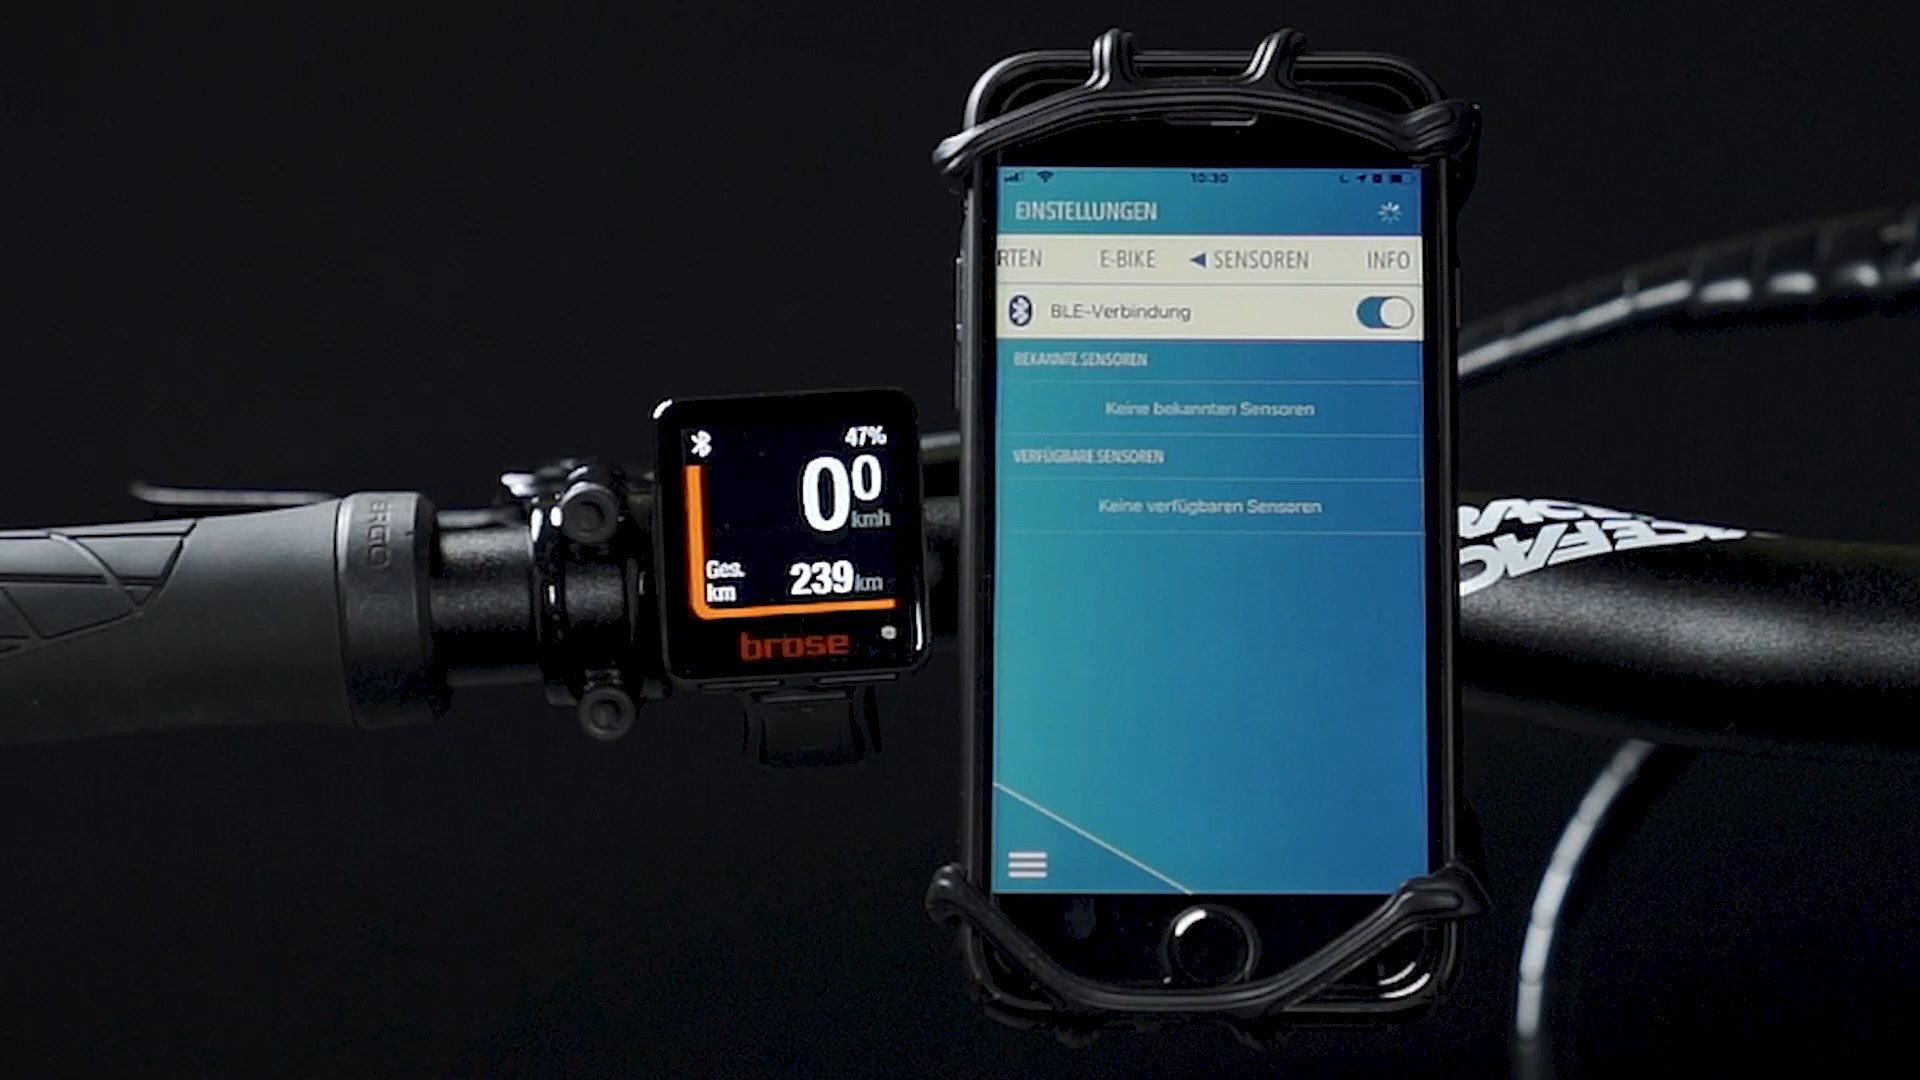 10:30
EINSTELLUNGEN
RTEN E-BIKE SENSOREN INFO
BLE-Verbindung
BEKANNTE SENSOREN
Keine bekannten Sensoren
VERFÜGBARE SENSOREN
Keine verfügbaren Sensoren
47%
00
kmh
Ges.
km 239 km
brose
ERGO
RACEFACE